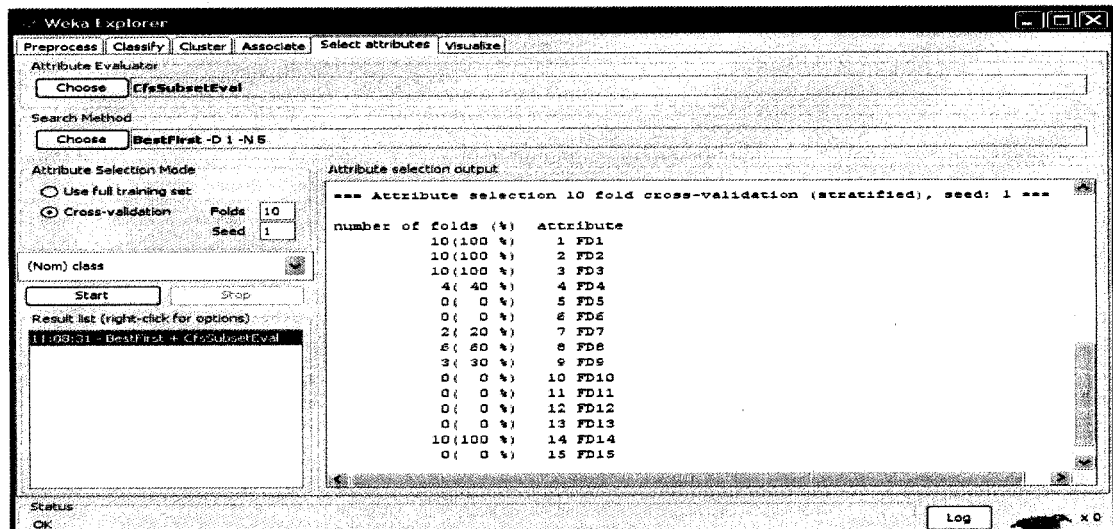 Weka Explorer
Preprocess Classify Cluster Associate Select attributes Visualize
Attribute Evaluator
Choose CfsSubsetEval
Search Method
Choose BestFirst -D 1 -N 5
Attribute Selection Mode
Use full training set
Cross-validation Folds 10
Seed 1
(Nom) class
Start Stop
Result list (right-click for options)
11:08:31 - BestFirst + CfsSubsetEval
Attribute selection output
=== Attribute selection 10 fold cross-validation (stratified), seed: 1 ===
number of folds (%) attribute
10(100 %) 1 FD1
10(100 %) 2 FD2
10(100 %) 3 FD3
4( 40 %) 4 FD4
0( 0 %) 5 FD5
0( 0 %) 6 FD6
2( 20 %) 7 FD7
6( 60 %) 8 FD8
3( 30 %) 9 FD9
0( 0 %) 10 FD10
0( 0 %) 11 FD11
0( 0 %) 12 FD12
0( 0 %) 13 FD13
10(100 %) 14 FD14
0( 0 %) 15 FD15
Status
OK
Log x 0